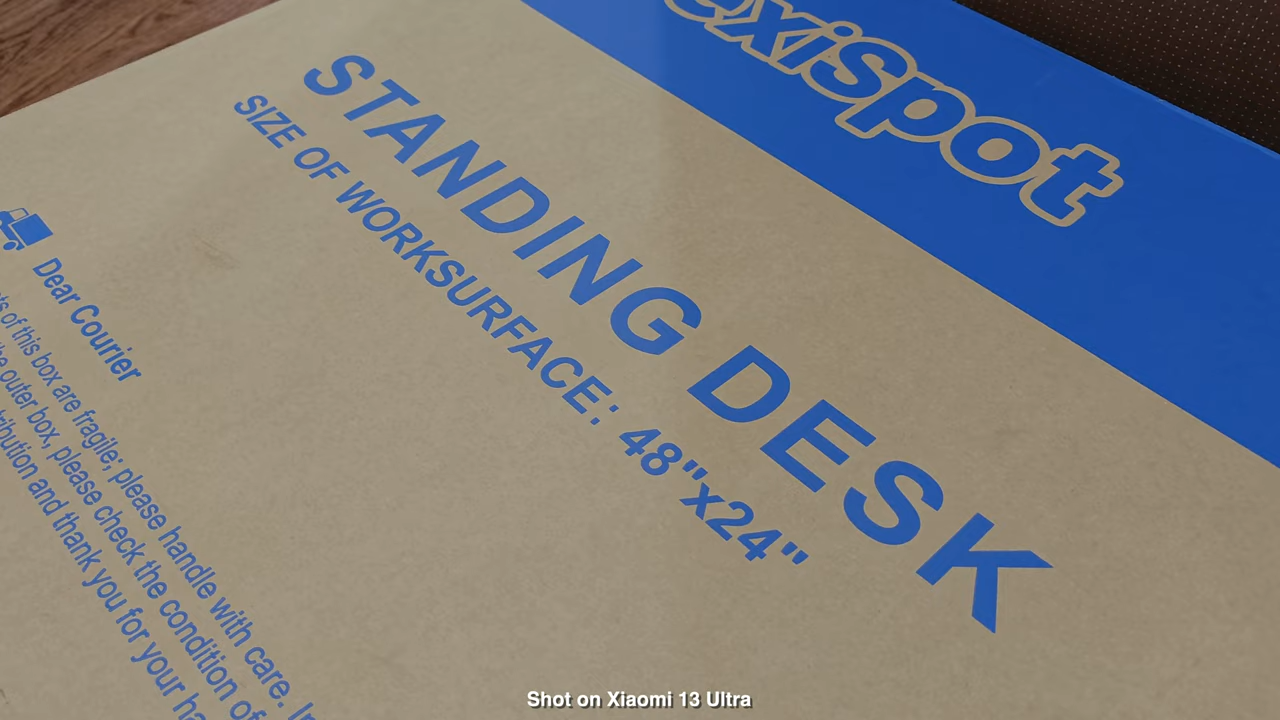 exiSpot
STANDING DESK
SIZE OF WORKSURFACE: 48"x24"
Dear Courier
of this box are fragile; please handle with care.
the outer box, please check the condition of
and thank you for your
Shot on Xiaomi 13 Ultra